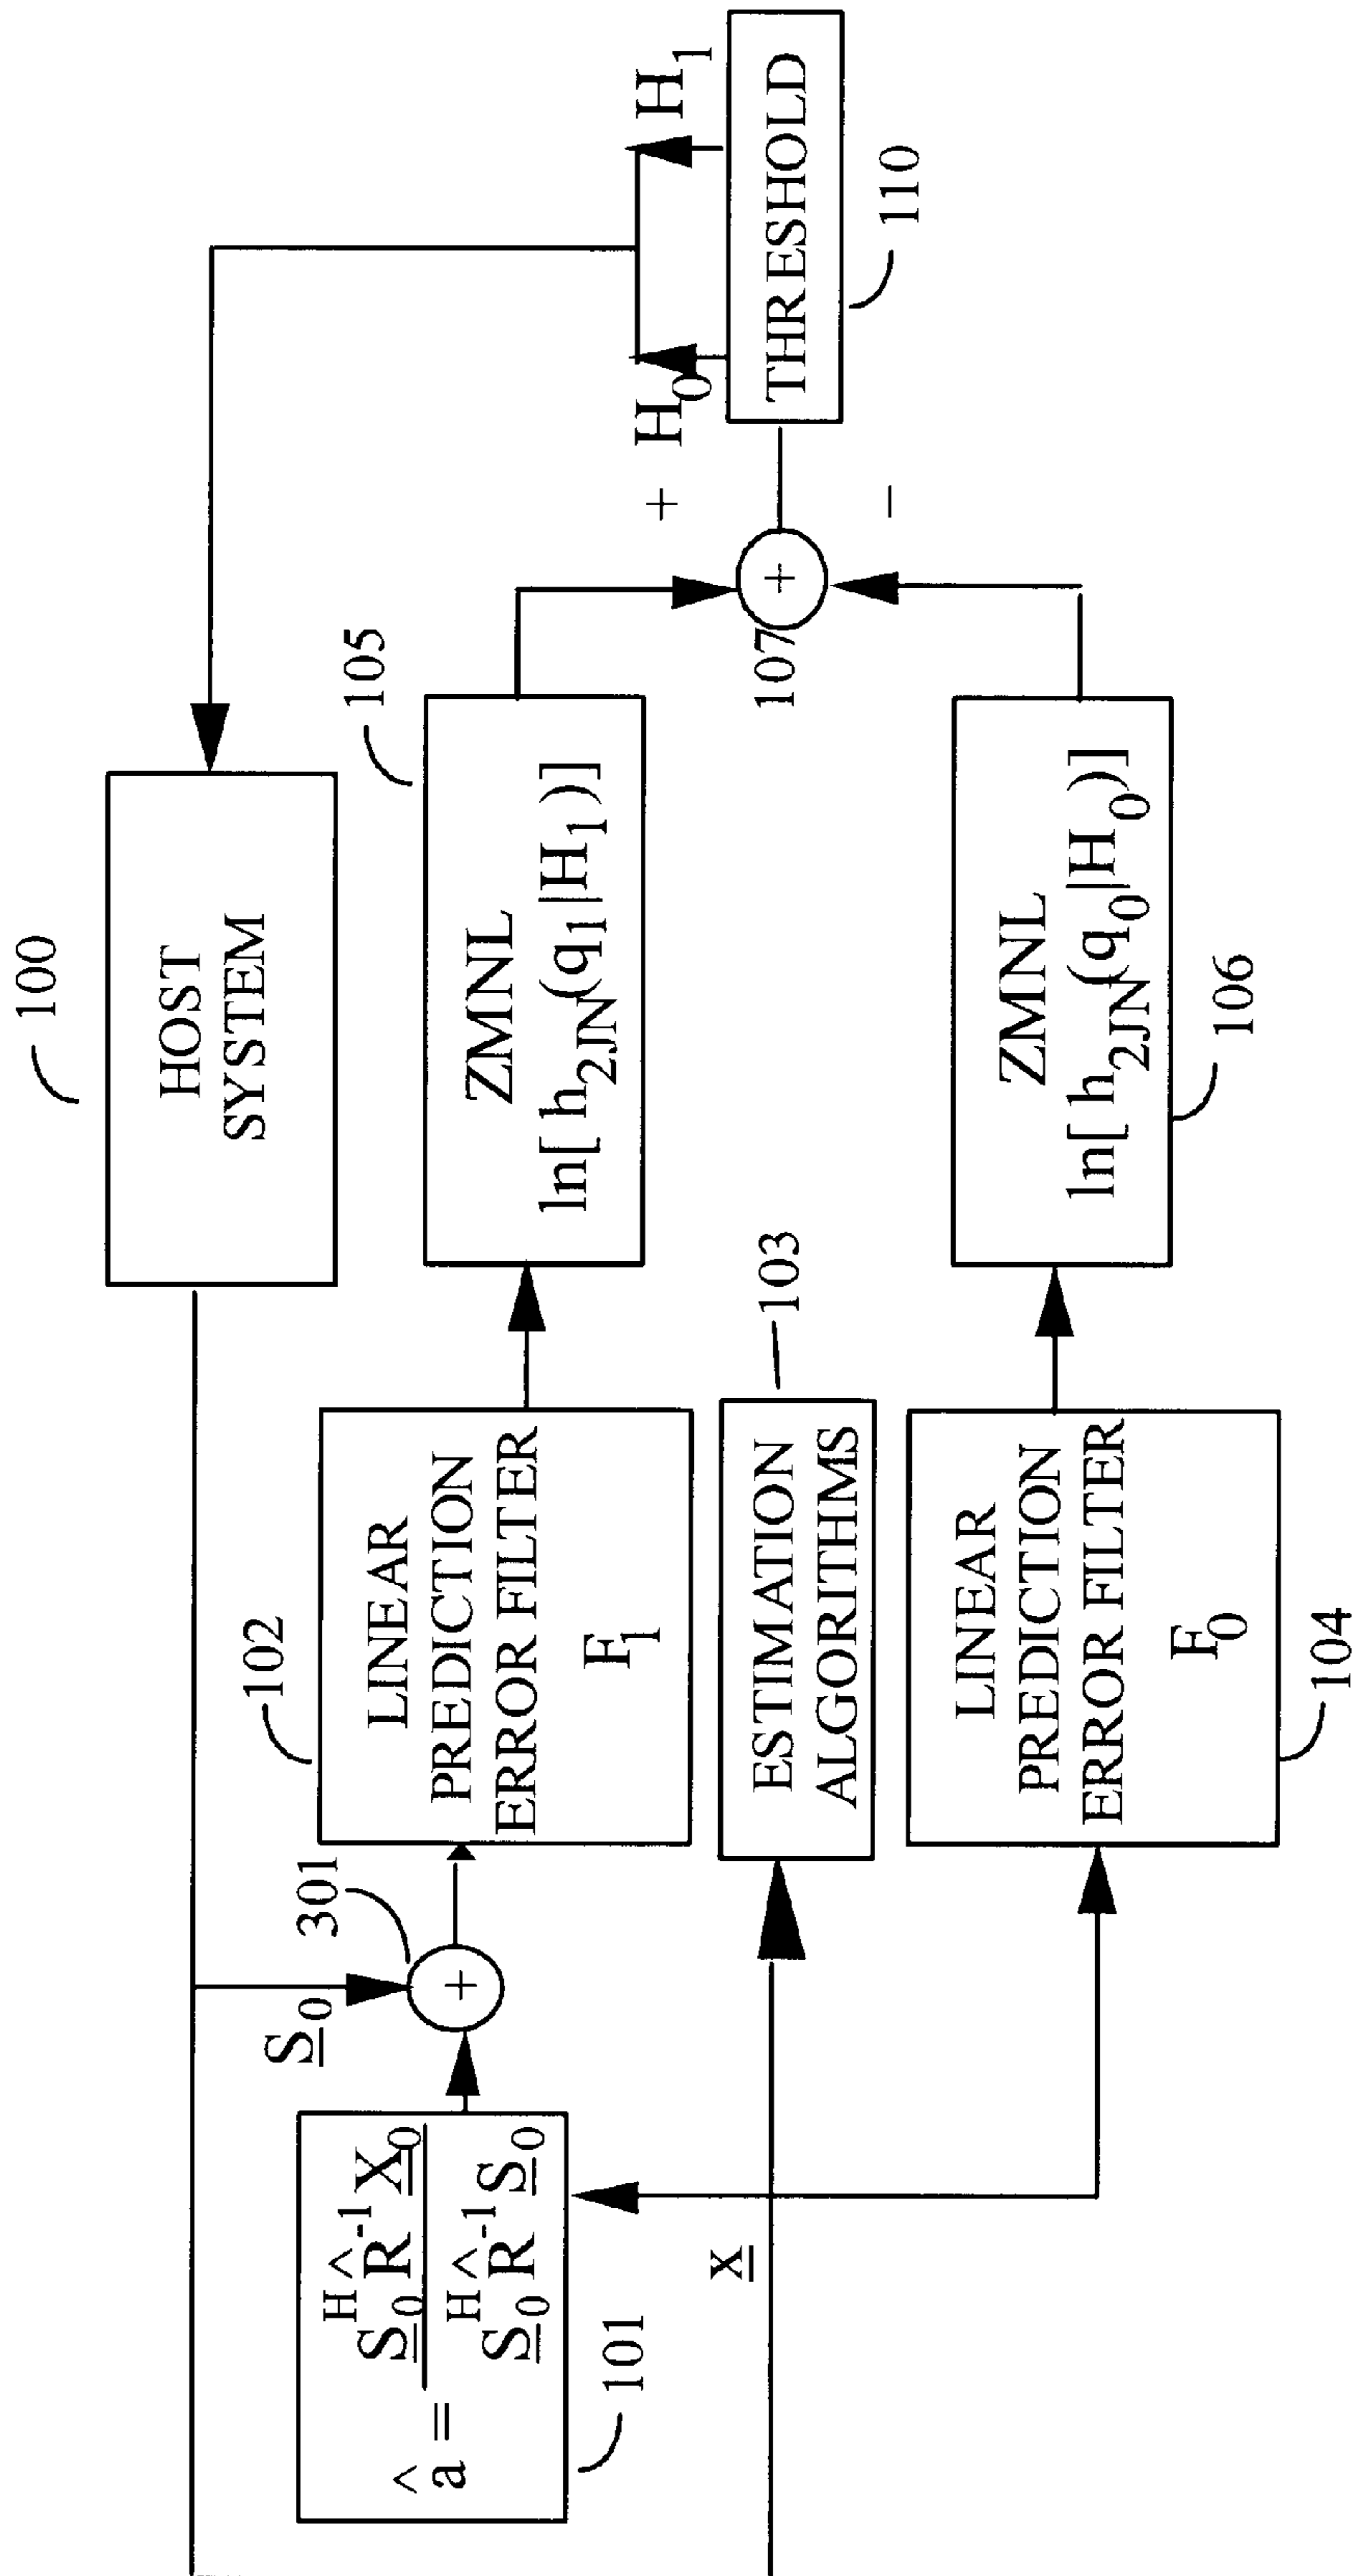 100
HOST
SYSTEM
S₀
301
â = S₀ᴴ R̂⁻¹ X₀ / S₀ᴴ R̂⁻¹ S₀
101
102
LINEAR
PREDICTION
ERROR FILTER
F₁
105
ZMNL
ln[ h₂JN(q₁|H₁)]
x
103
ESTIMATION
ALGORITHMS
LINEAR
PREDICTION
ERROR FILTER
F₀
104
ZMNL
ln[ h₂JN(q₀|H₀)]
106
107
+
+
+
−
H₀
H₁
THRESHOLD
110